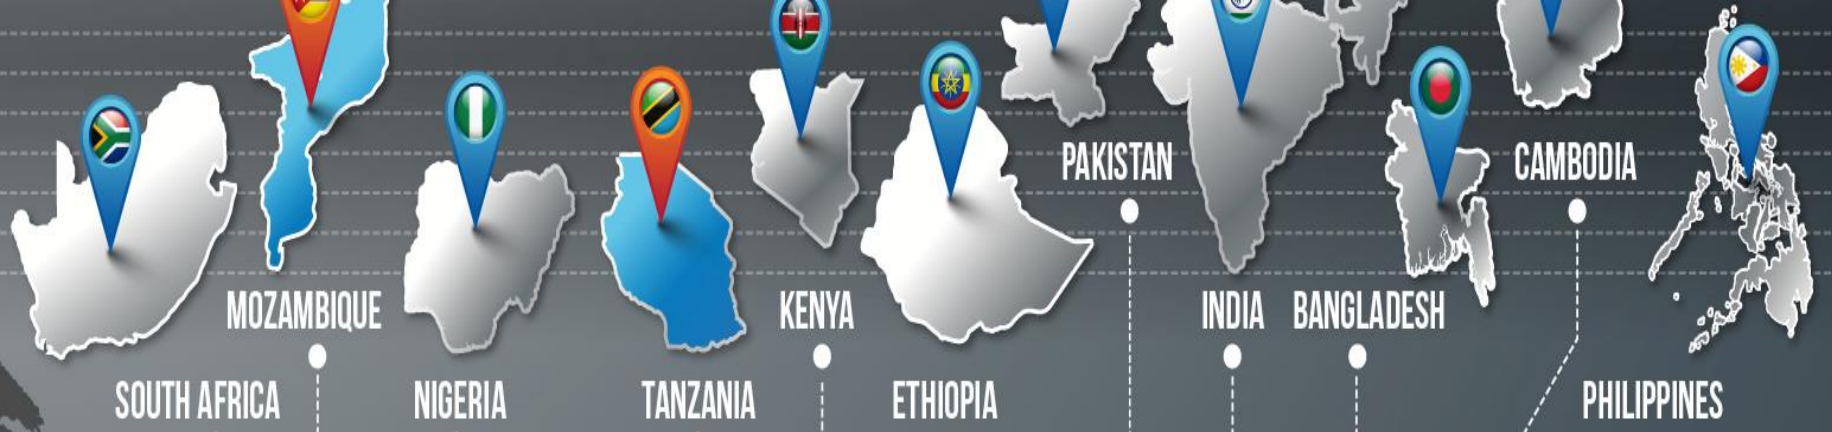 PAKISTAN
CAMBODIA
MOZAMBIQUE
KENYA
INDIA
BANGLADESH
SOUTH AFRICA
NIGERIA
TANZANIA
ETHIOPIA
PHILIPPINES